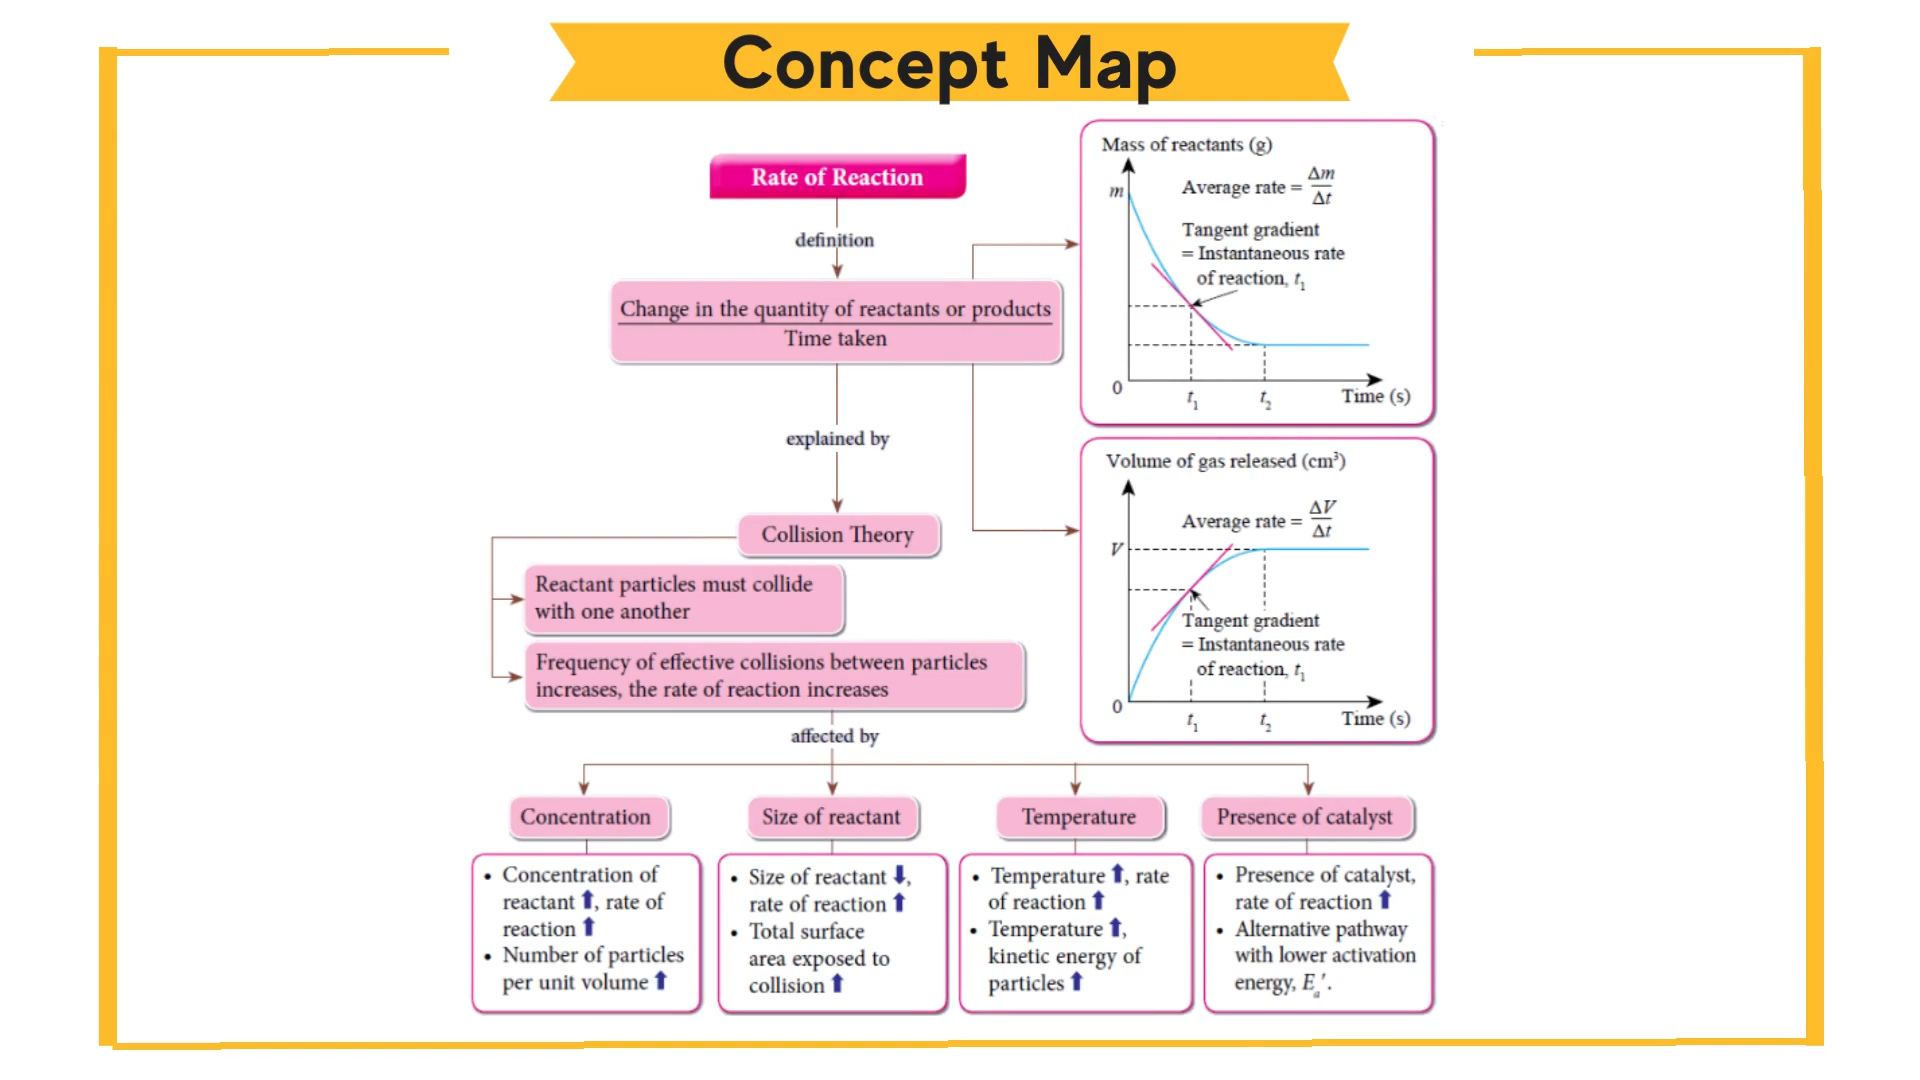 Concept Map
Rate of Reaction
definition
Change in the quantity of reactants or products
Time taken
explained by
Collision Theory
Reactant particles must collide
with one another
Frequency of effective collisions between particles
increases, the rate of reaction increases
affected by
Mass of reactants (g)
m
Average rate = Δm/Δt
Tangent gradient
= Instantaneous rate
of reaction, t₁
0
t₁ t₂ Time (s)
Volume of gas released (cm³)
Average rate = ΔV/Δt
V
Tangent gradient
= Instantaneous rate
of reaction, t₁
0
t₁ t₂ Time (s)
Concentration
• Concentration of
reactant ⬆, rate of
reaction ⬆
• Number of particles
per unit volume ⬆
Size of reactant
• Size of reactant ⬇,
rate of reaction ⬆
• Total surface
area exposed to
collision ⬆
Temperature
• Temperature ⬆, rate
of reaction ⬆
• Temperature ⬆,
kinetic energy of
particles ⬆
Presence of catalyst
• Presence of catalyst,
rate of reaction ⬆
• Alternative pathway
with lower activation
energy, Eₐ′.